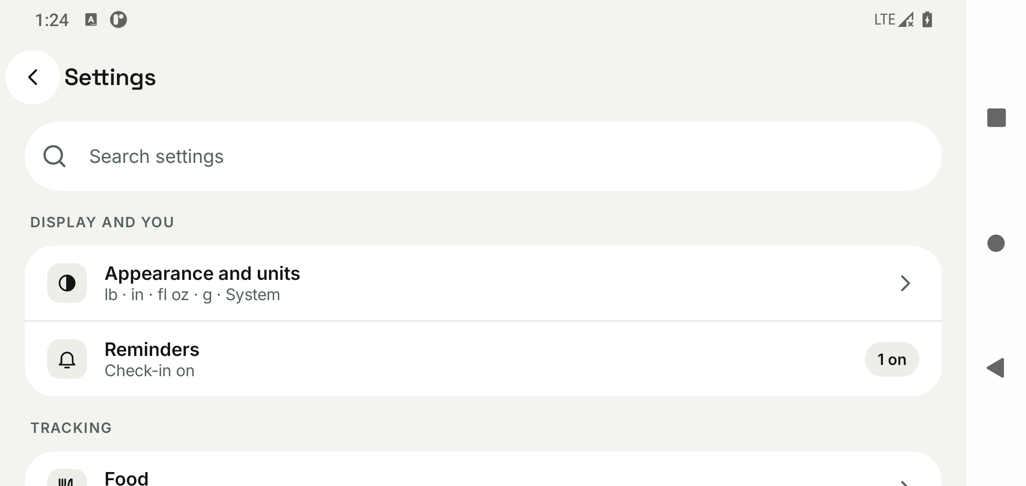 1:24
LTE
Settings
Search settings
DISPLAY AND YOU
Appearance and units
lb · in · fl oz · g · System
Reminders
Check-in on
1 on
TRACKING
Food